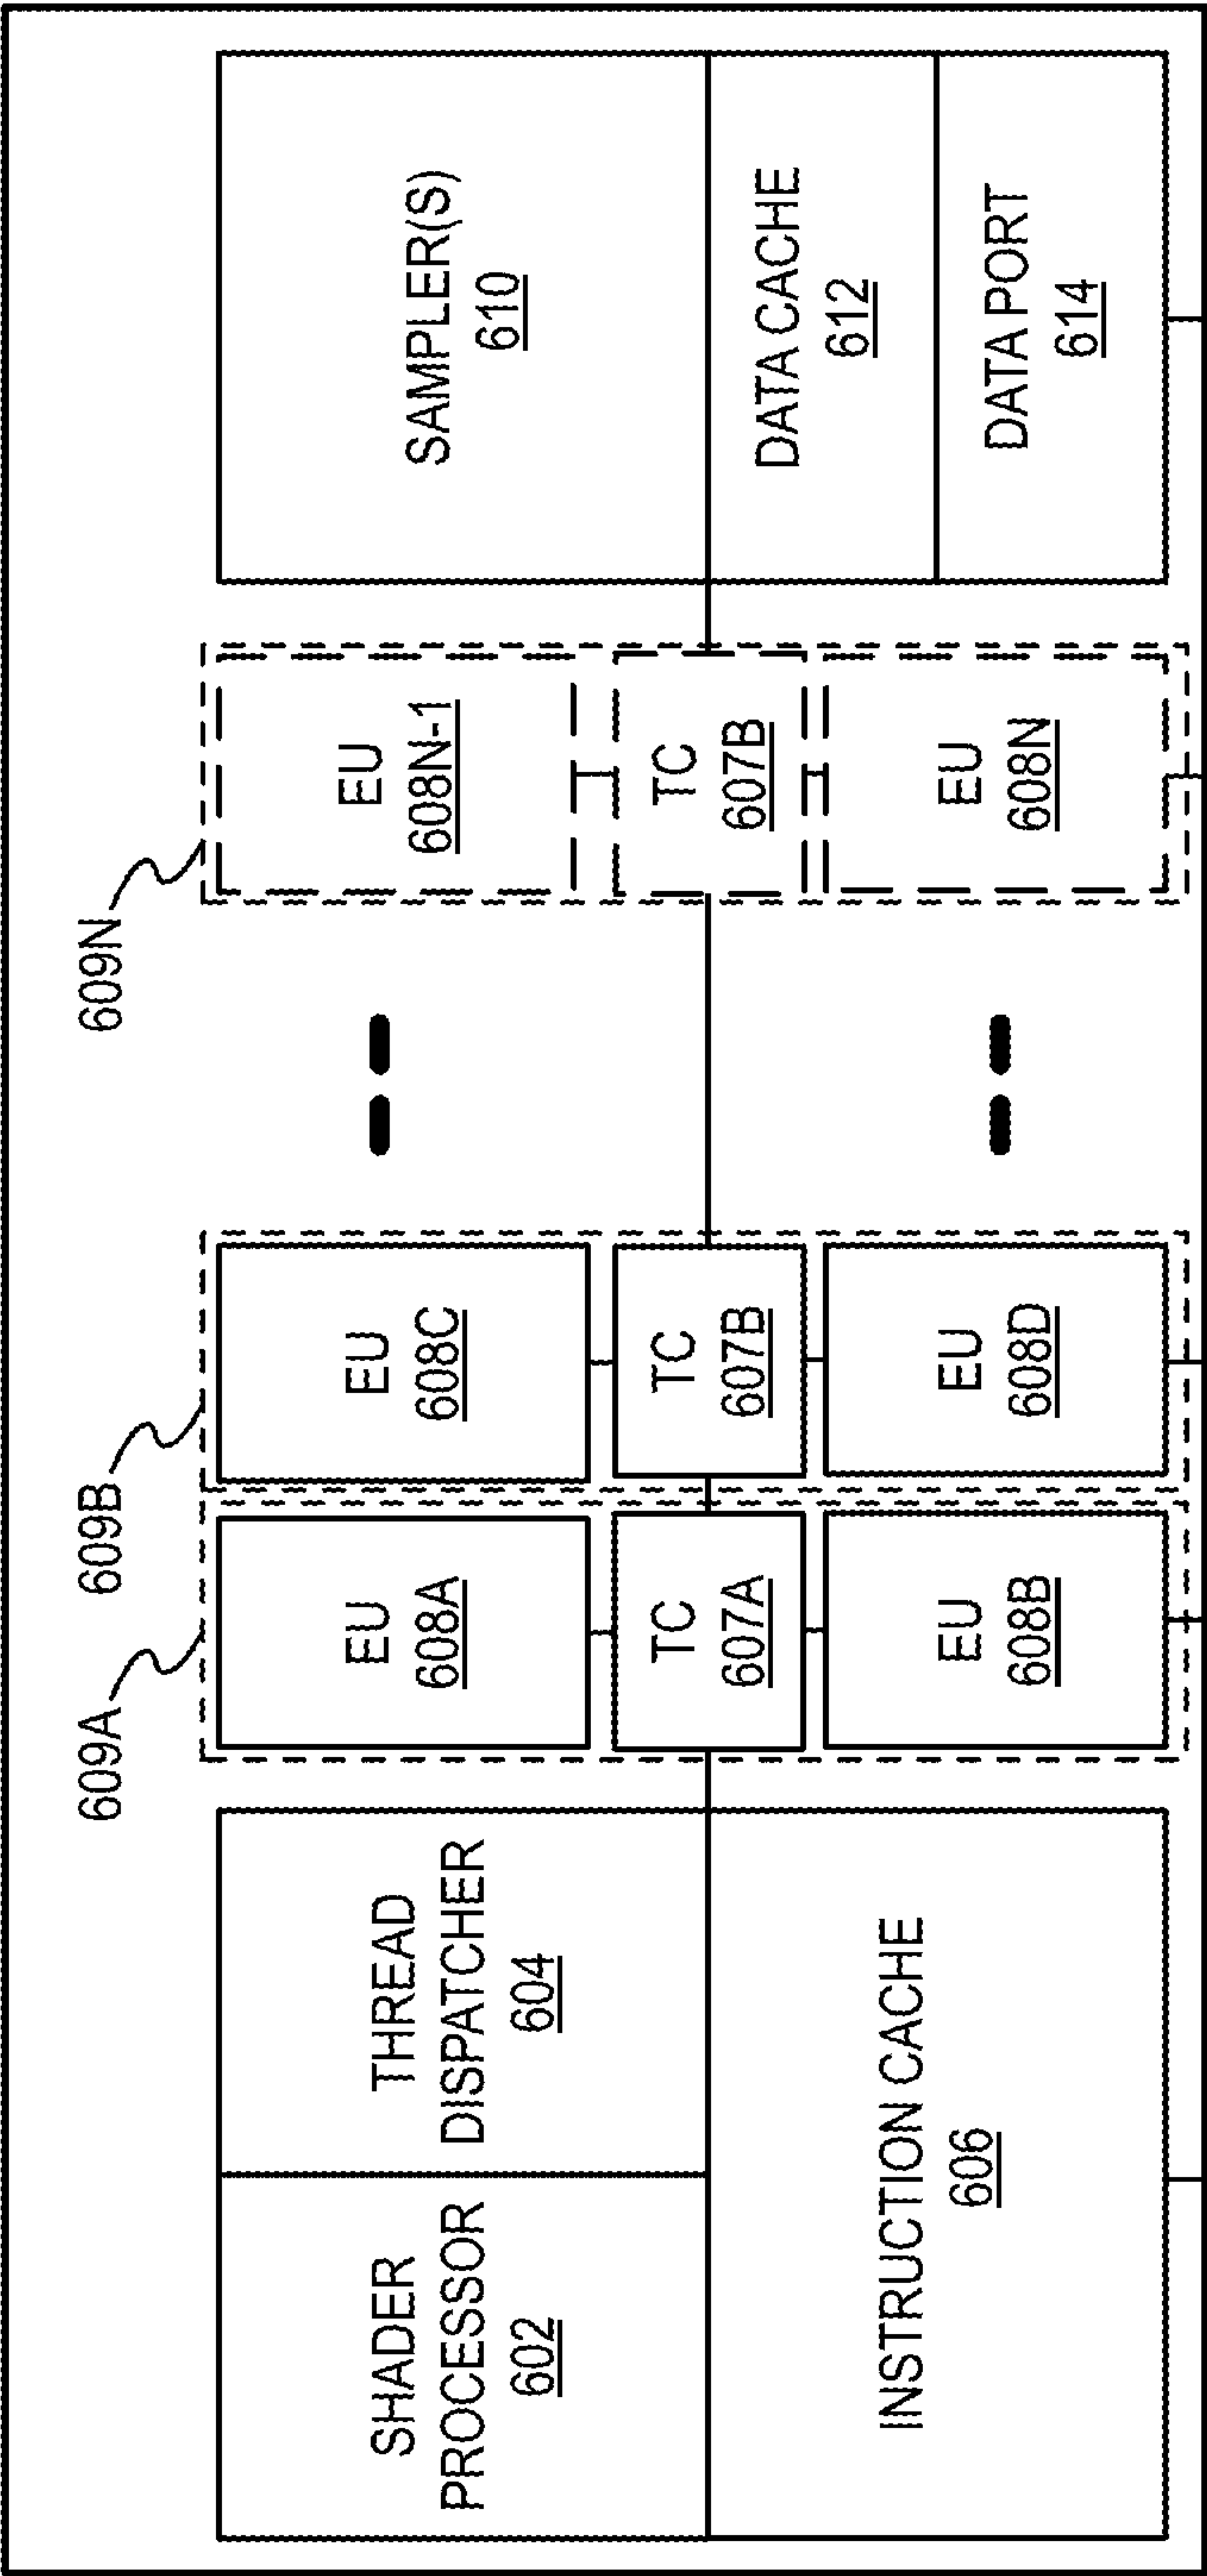 609A
609B
609N
SHADER
PROCESSOR
602
THREAD
DISPATCHER
604
INSTRUCTION CACHE
606
EU
608A
TC
607A
EU
608B
EU
608C
TC
607B
EU
608D
EU
608N-1
TC
607B
EU
608N
SAMPLER(S)
610
DATA CACHE
612
DATA PORT
614